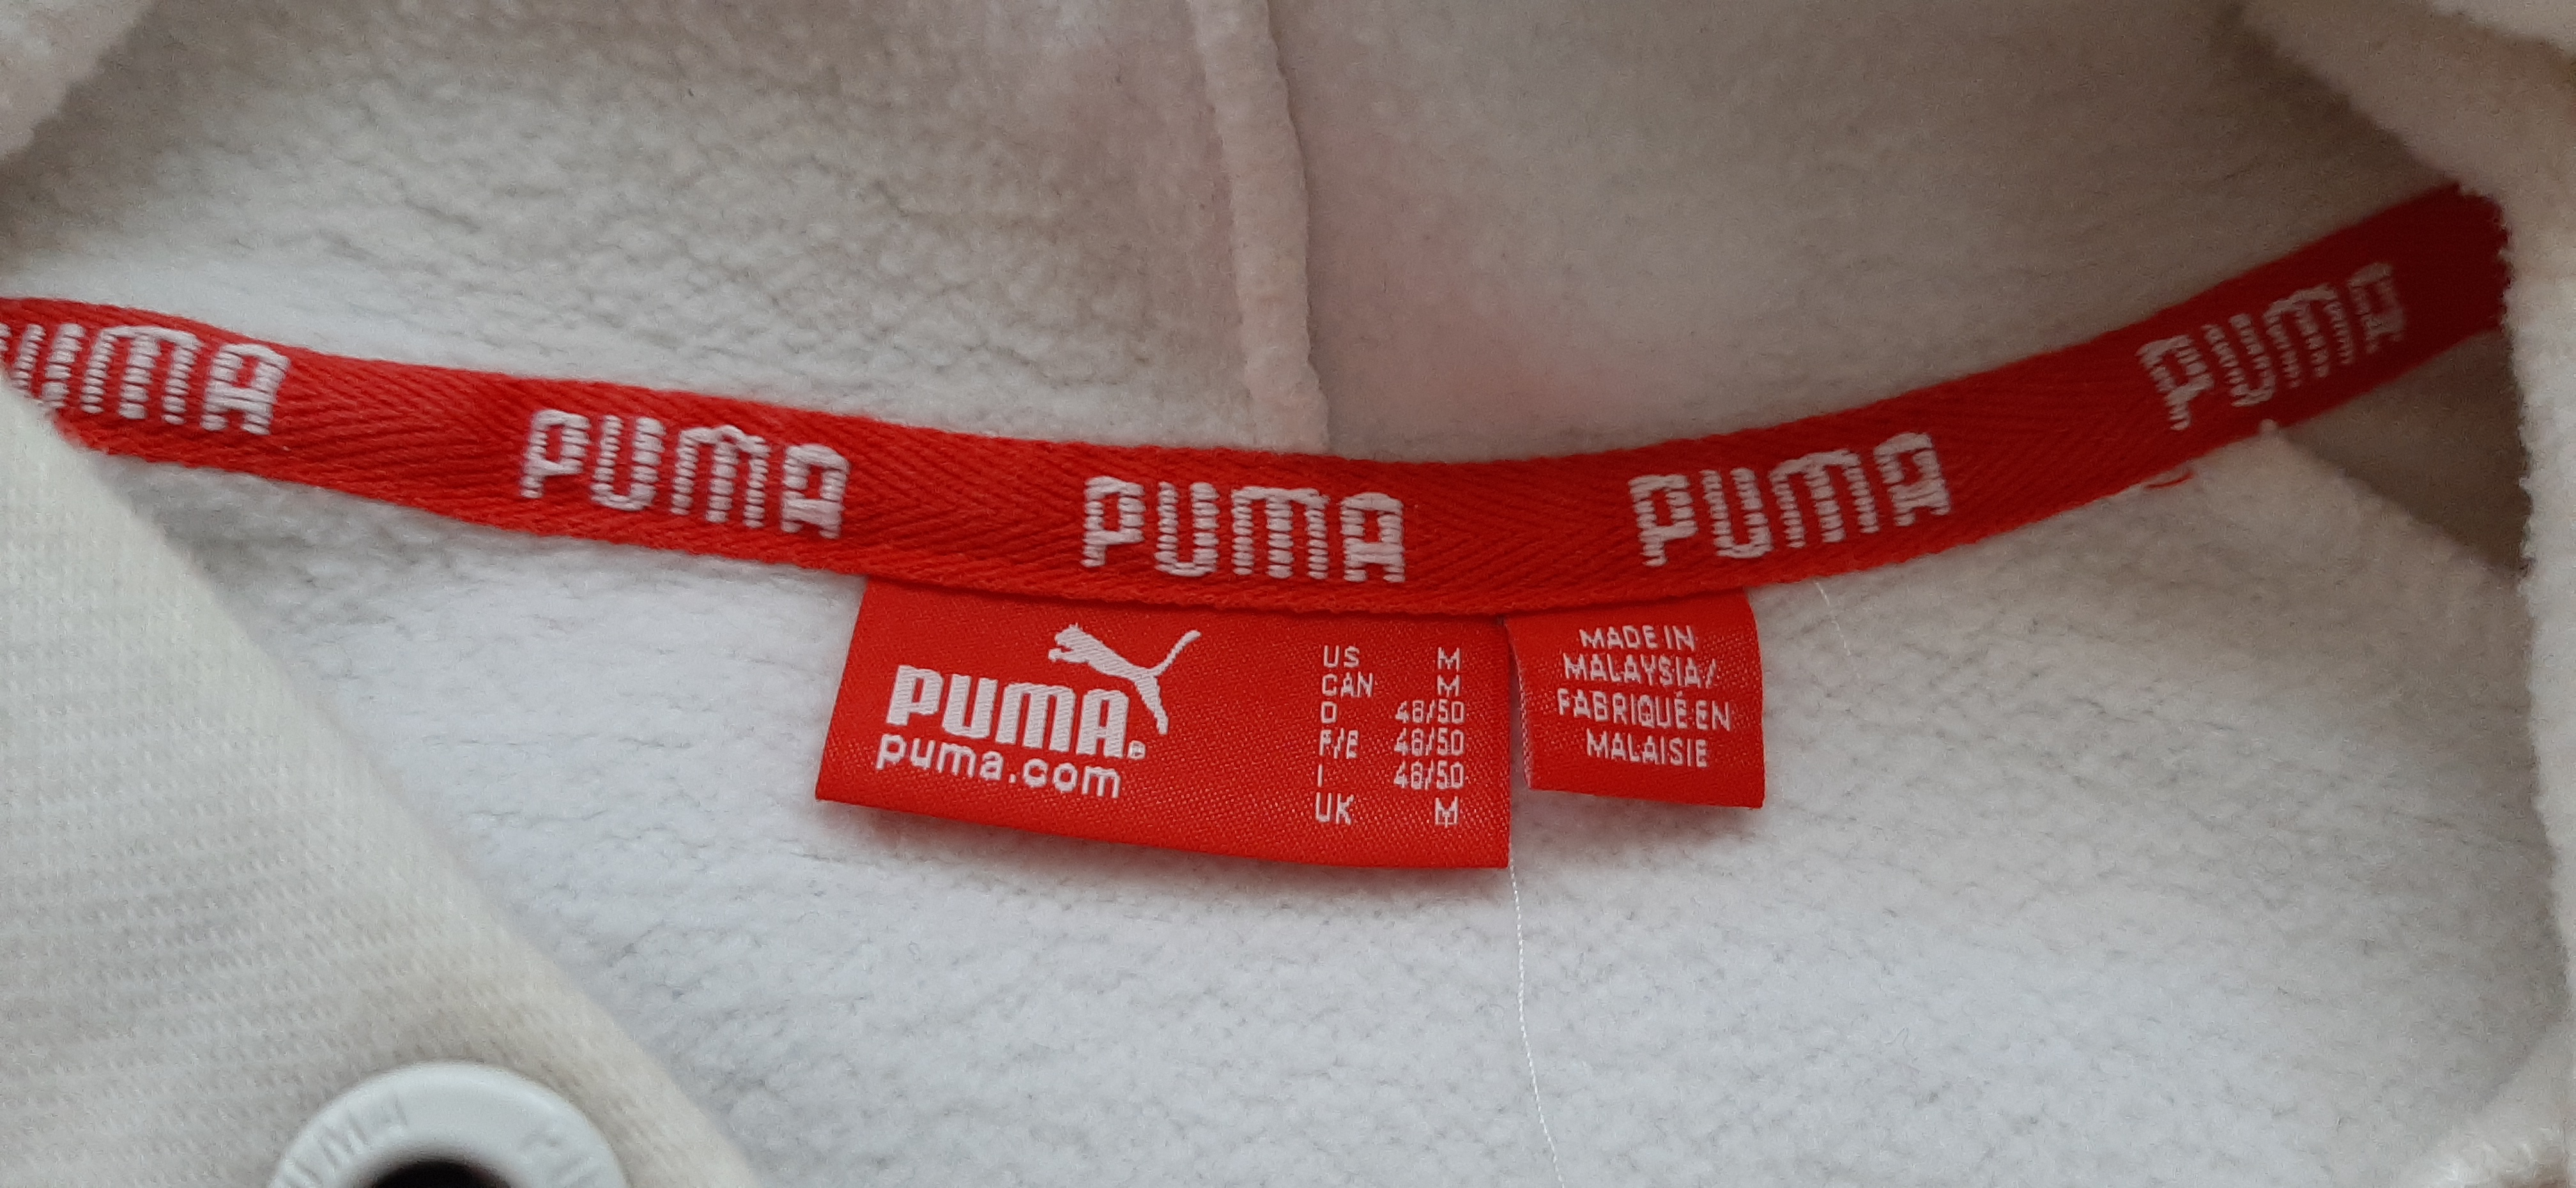 PUMA
PUMA
PUMA
PUMA
PUMA
PUMA
puma.com
US M
CAN M
D 48/50
F/E 48/50
I 48/50
UK M
MADE IN
MALAYSIA/
FABRIQUÉ EN
MALAISIE